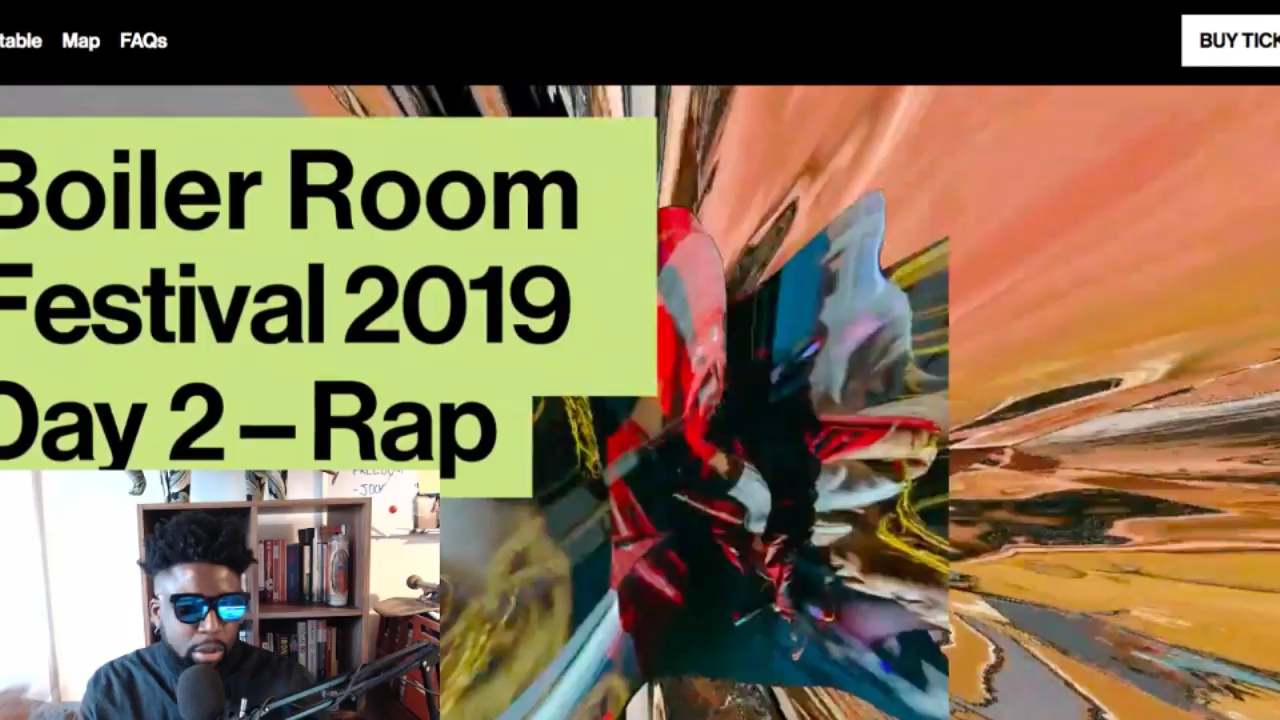 table Map FAQs
BUY TICK
Boiler Room
Festival 2019
Day 2 – Rap